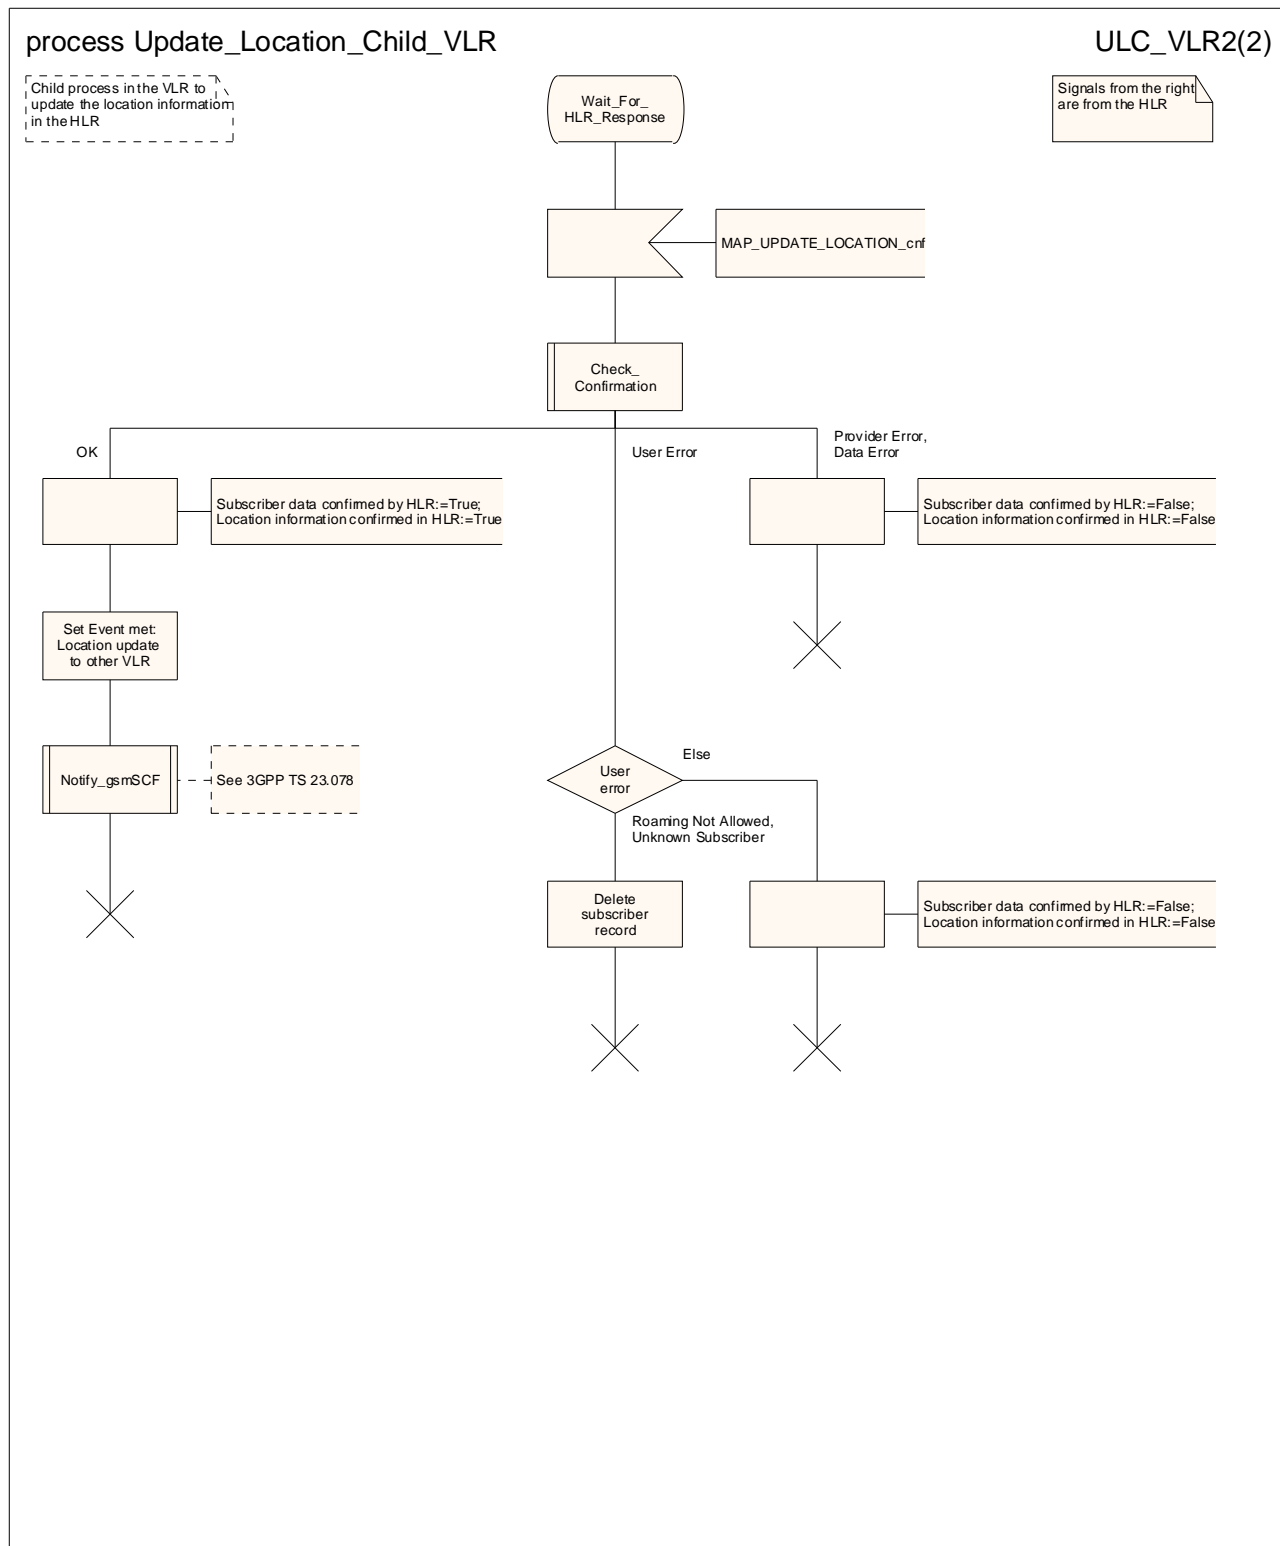 process Update_Location_Child_VLR
ULC_VLR2(2)
Child process in the VLR to
update the location information
in the HLR
Wait_For_
HLR_Response
Signals from the right
are from the HLR
MAP_UPDATE_LOCATION_cnf
Check_
Confirmation
OK
User Error
Provider Error,
Data Error
Subscriber data confirmed by HLR:=True;
Location information confirmed in HLR:=True
Subscriber data confirmed by HLR:=False;
Location information confirmed in HLR:=False
Set Event met:
Location update
to other VLR
Notify_gsmSCF
See 3GPP TS 23.078
User
error
Else
Roaming Not Allowed,
Unknown Subscriber
Delete
subscriber
record
Subscriber data confirmed by HLR:=False;
Location information confirmed in HLR:=False